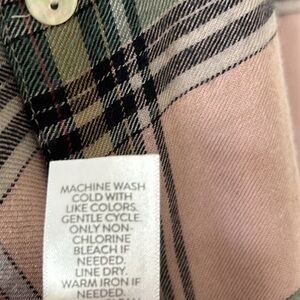 MACHINE WASH
COLD WITH
LIKE COLORS.
GENTLE CYCLE.
ONLY NON-
CHLORINE
BLEACH IF
NEEDED.
LINE DRY.
WARM IRON IF
NEEDED.